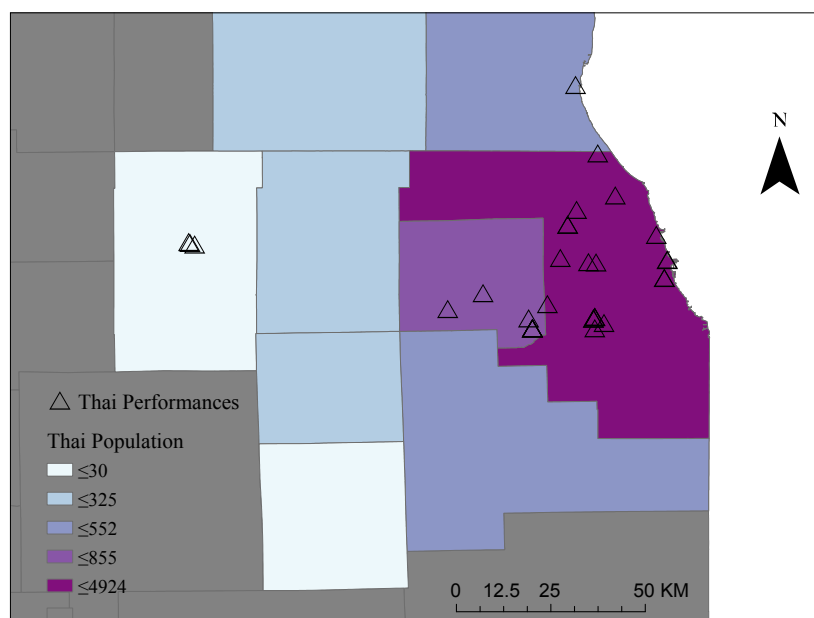 N
Thai Performances
Thai Population
≤30
≤325
≤552
≤855
≤4924
0 12.5 25 50 KM